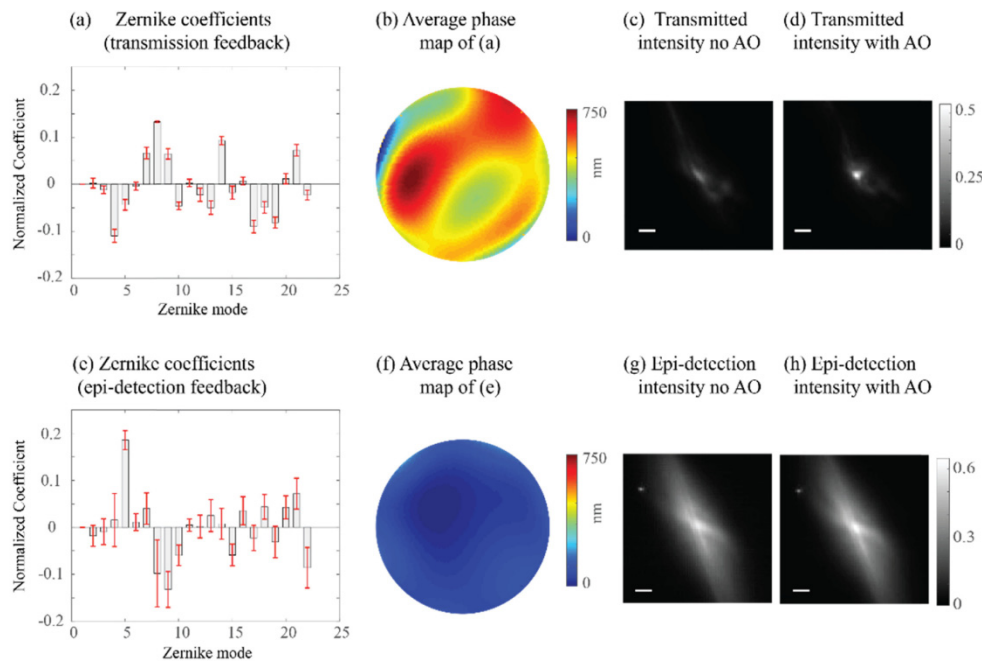 (a) Zernike coefficients
(transmission feedback)
(b) Average phase
map of (a)
(c) Transmitted
intensity no AO
(d) Transmitted
intensity with AO
Normalized Coefficient
0.2
0.1
0
-0.1
-0.2
0 5 10 15 20 25
Zernike mode
750
nm
0
0.5
0.25
0
(e) Zernike coefficients
(epi-detection feedback)
(f) Average phase
map of (e)
(g) Epi-detection
intensity no AO
(h) Epi-detection
intensity with AO
Normalized Coefficient
0.2
0.1
0
-0.1
-0.2
0 5 10 15 20 25
Zernike mode
750
nm
0
0.6
0.3
0